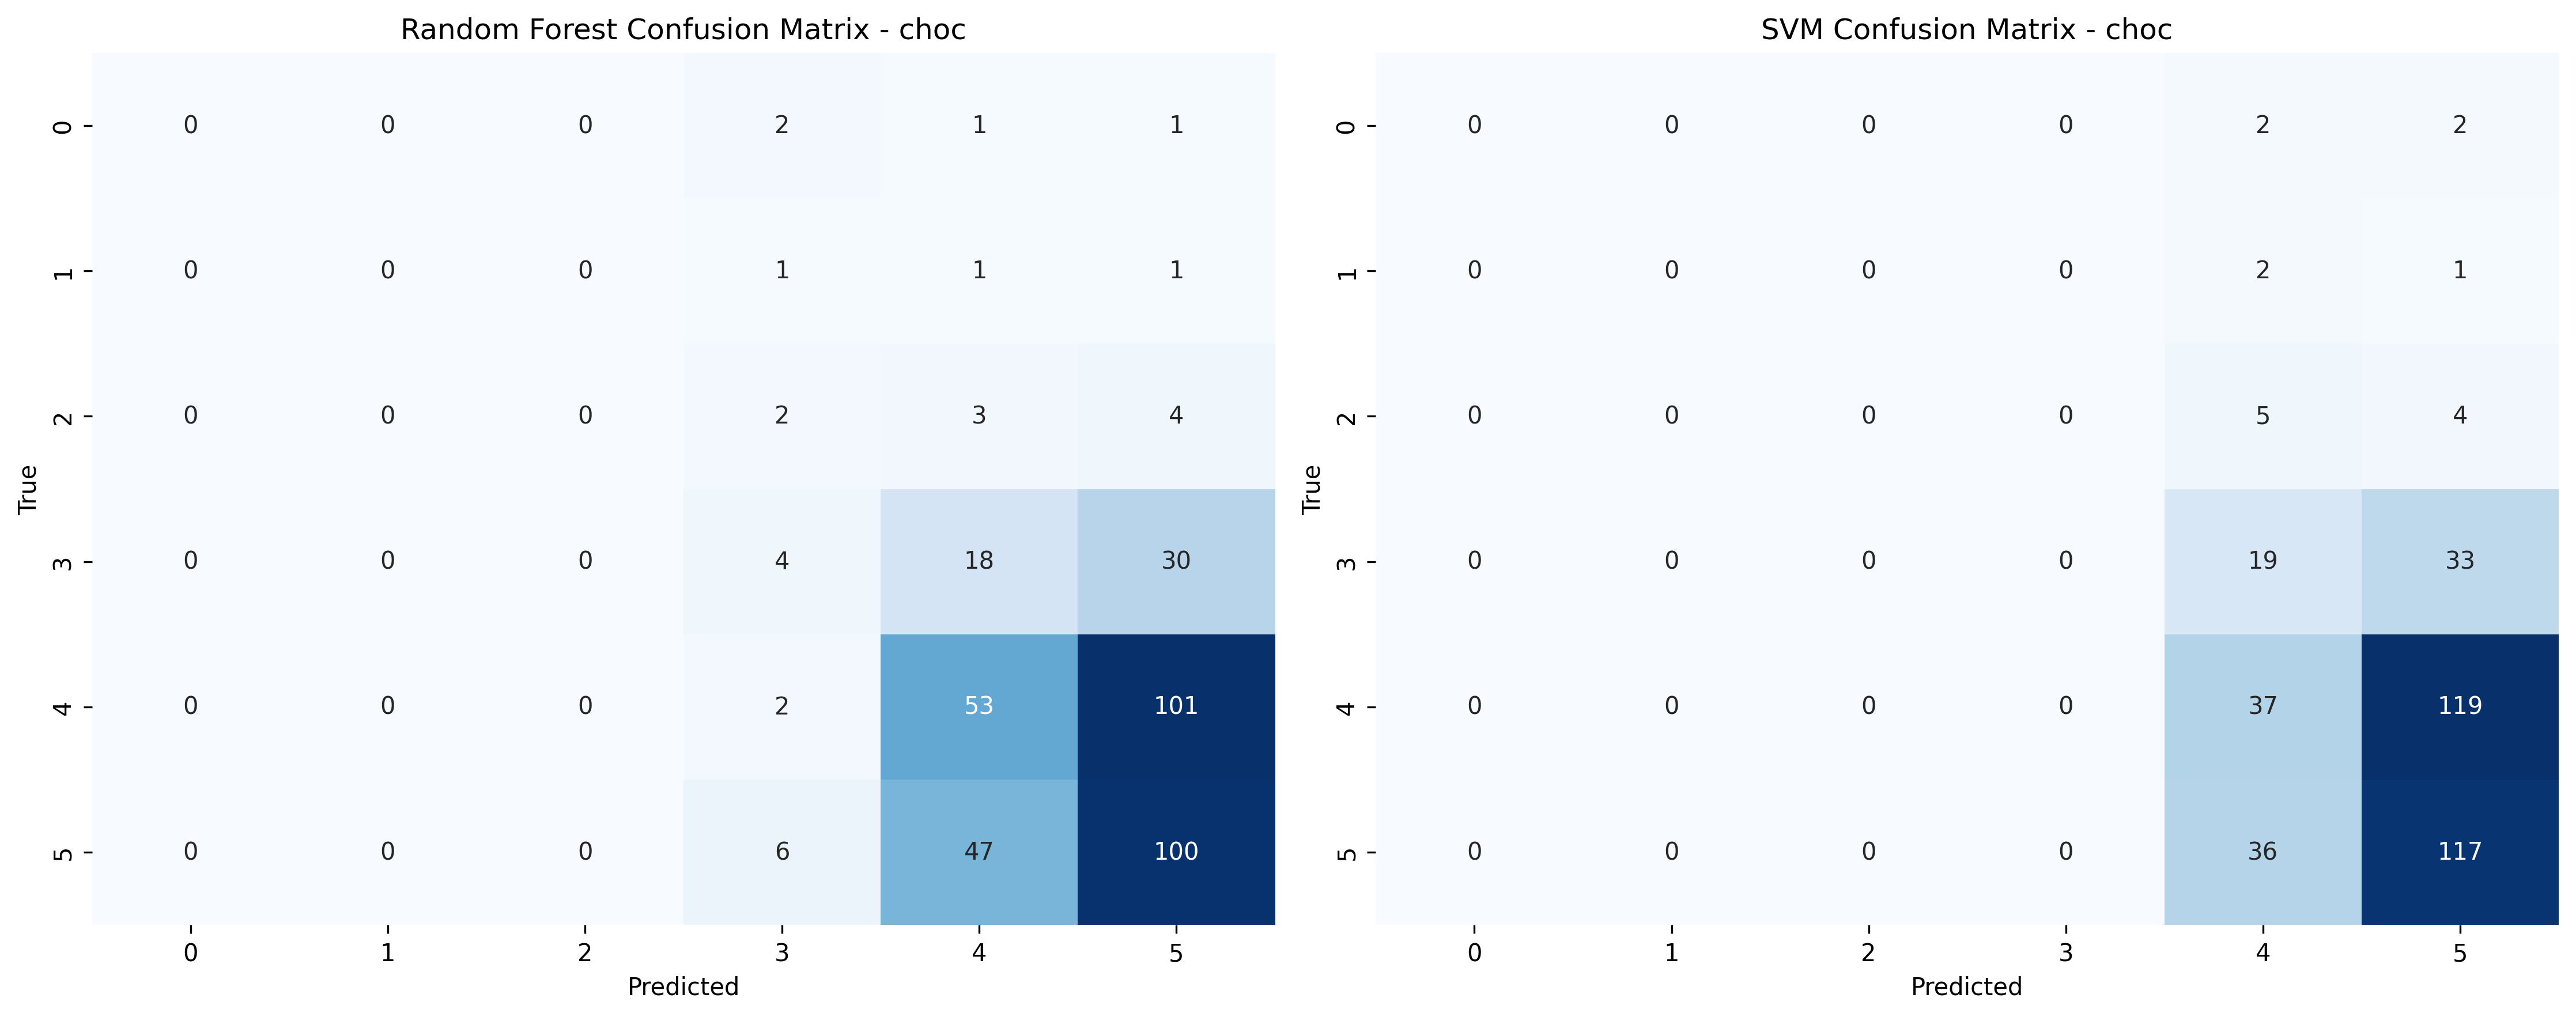 Random Forest Confusion Matrix - choc
True
0 0 0 0 2 1 1
1 0 0 0 1 1 1
2 0 0 0 2 3 4
3 0 0 0 4 18 30
4 0 0 0 2 53 101
5 0 0 0 6 47 100
0 1 2 3 4 5
Predicted
SVM Confusion Matrix - choc
True
0 0 0 0 0 2 2
1 0 0 0 0 2 1
2 0 0 0 0 5 4
3 0 0 0 0 19 33
4 0 0 0 0 37 119
5 0 0 0 0 36 117
0 1 2 3 4 5
Predicted